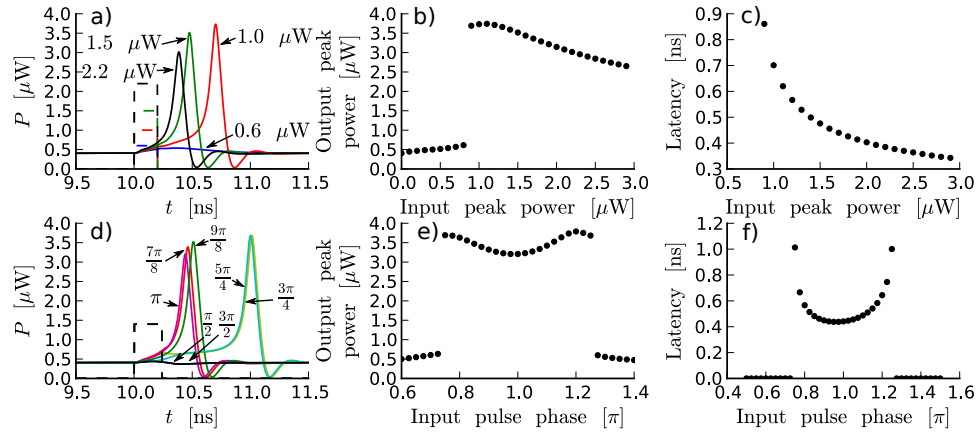 a)
P [μW]
4.0
3.5
3.0
2.5
2.0
1.5
1.0
0.5
0.0
1.5 μW
1.0 μW
2.2 μW
0.6 μW
9.5 10.0 10.5 11.0 11.5
t [ns]
b)
Output peak
power [μW]
4.0
3.5
3.0
2.5
2.0
1.5
1.0
0.5
0.0
0.0 0.5 1.0 1.5 2.0 2.5 3.0
Input peak power [μW]
c)
Latency [ns]
0.9
0.8
0.7
0.6
0.5
0.4
0.3
0.5 1.0 1.5 2.0 2.5 3.0
Input peak power [μW]
d)
P [μW]
4.0
3.5
3.0
2.5
2.0
1.5
1.0
0.5
0.0
7π/8
9π/8
5π/4
3π/4
π
π/2
3π/2
9.5 10.0 10.5 11.0 11.5
t [ns]
e)
Output peak
power [μW]
4.0
3.5
3.0
2.5
2.0
1.5
1.0
0.5
0.0
0.6 0.8 1.0 1.2 1.4
Input pulse phase [π]
f)
Latency [ns]
1.2
1.0
0.8
0.6
0.4
0.2
0.0
0.4 0.6 0.8 1.0 1.2 1.4 1.6
Input pulse phase [π]